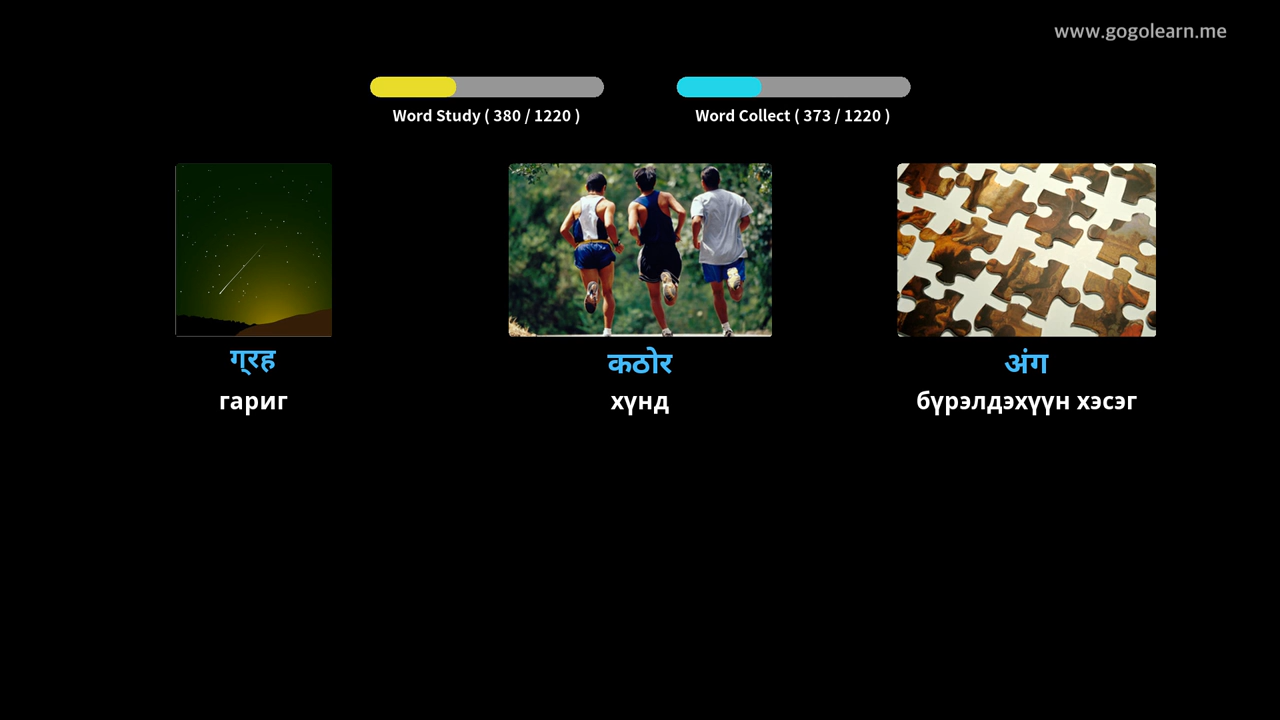 www.gogolearn.me
Word Study ( 380 / 1220 )
Word Collect ( 373 / 1220 )
ग्रह
कठोर
अंग
гариг
хүнд
бүрэлдэхүүн хэсэг